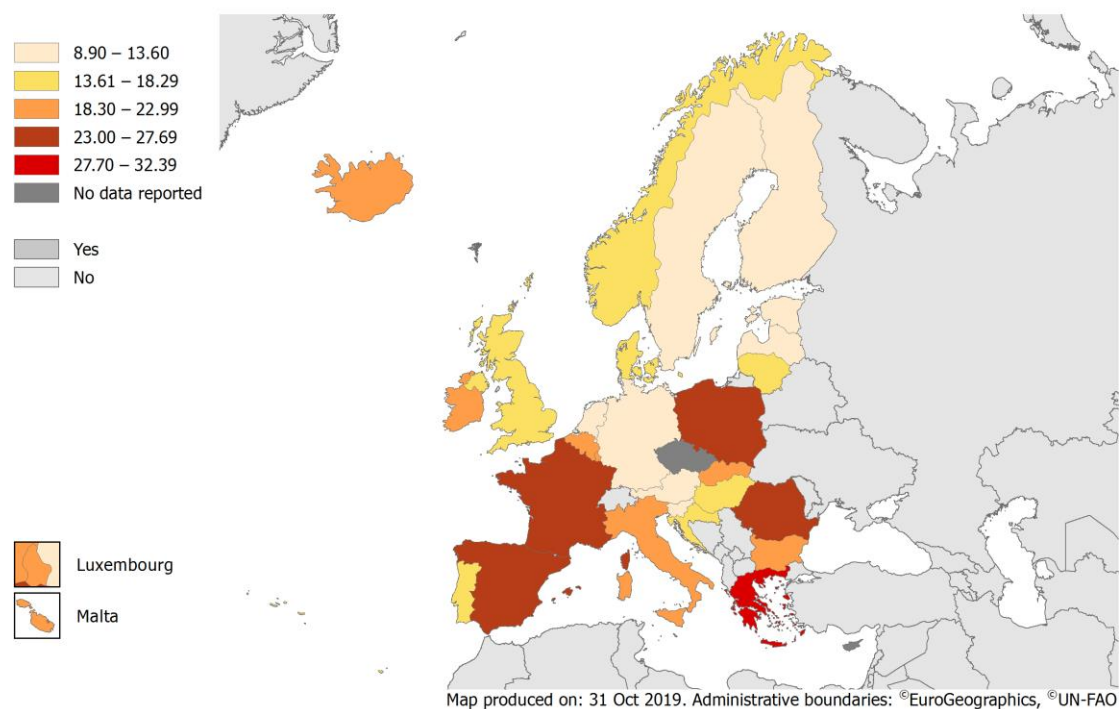 8.90 – 13.60
13.61 – 18.29
18.30 – 22.99
23.00 – 27.69
27.70 – 32.39
No data reported
Yes
No
Luxembourg
Malta
Map produced on: 31 Oct 2019. Administrative boundaries: ©EuroGeographics, ©UN-FAO